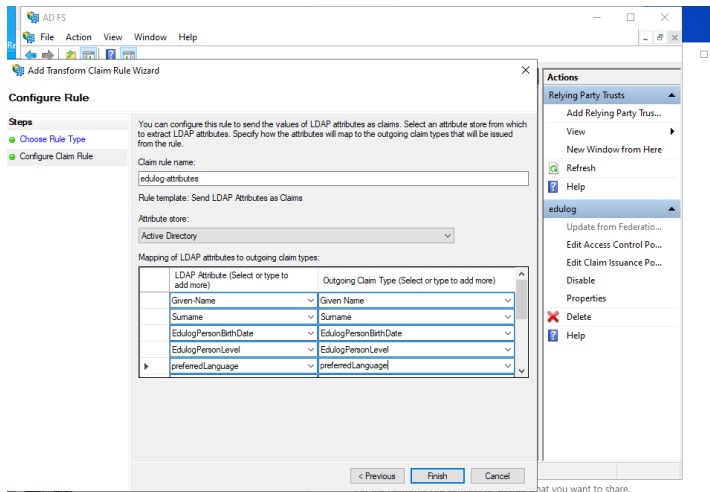 AD FS
File Action View Window Help
Add Transform Claim Rule Wizard
Configure Rule
Steps
Choose Rule Type
Configure Claim Rule
You can configure this rule to send the values of LDAP attributes as claims. Select an attribute store from which
to extract LDAP attributes. Specify how the attributes will map to the outgoing claim types that will be issued
from the rule.
Claim rule name:
edulog-attributes
Rule template: Send LDAP Attributes as Claims
Attribute store:
Active Directory
Mapping of LDAP attributes to outgoing claim types:
LDAP Attribute (Select or type to
add more)
Outgoing Claim Type (Select or type to add more)
Given-Name Given Name
Surname Surname
EdulogPersonBirthDate EdulogPersonBirthDate
EdulogPersonLevel EdulogPersonLevel
preferredLanguage preferredLanguage
< Previous Finish Cancel
Actions
Relying Party Trusts
Add Relying Party Trus...
View
New Window from Here
Refresh
Help
edulog
Update from Federatio...
Edit Access Control Po...
Edit Claim Issuance Po...
Disable
Properties
Delete
Help
you want to share.